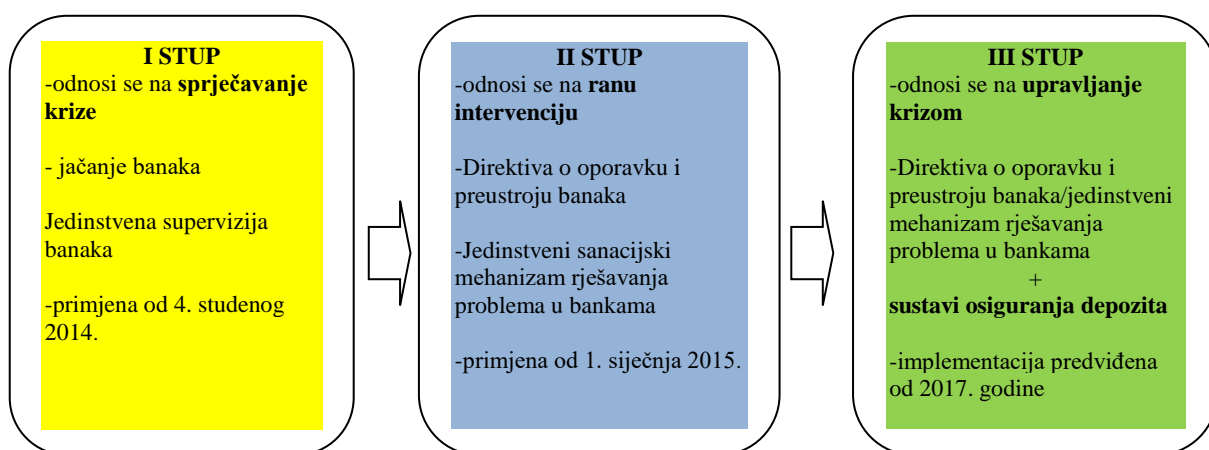 I STUP
-odnosi se na sprječavanje
krize
- jačanje banaka
Jedinstvena supervizija
banaka
-primjena od 4. studenog
2014.
II STUP
-odnosi se na ranu
intervenciju
-Direktiva o oporavku i
preustroju banaka
-Jedinstveni sanacijski
mehanizam rješavanja
problema u bankama
-primjena od 1. siječnja 2015.
III STUP
-odnosi se na upravljanje
krizom
-Direktiva o oporavku i
preustroju banaka/jedinstveni
mehanizam rješavanja
problema u bankama
+
sustavi osiguranja depozita
-implementacija predviđena
od 2017. godine